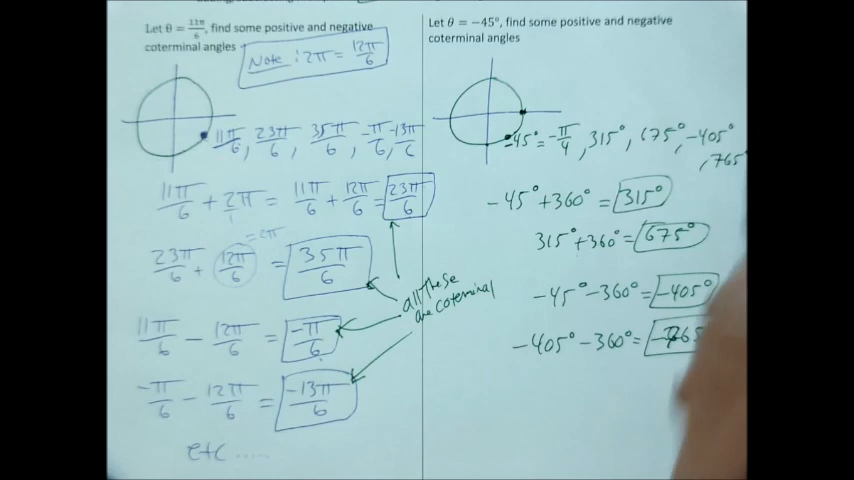 Let θ = 11π/6, find some positive and negative
coterminal angles
Note: 2π = 12π/6
11π/6, 23π/6, 35π/6, -π/6, -13π/6
11π/6 + 2π/1 = 11π/6 + 12π/6 = 23π/6
= 2π
23π/6 + 12π/6 = 35π/6
all these
are coterminal
11π/6 - 12π/6 = -π/6
-π/6 - 12π/6 = -13π/6
etc.....
Let θ = −45°, find some positive and negative
coterminal angles
-45° = -π/4, 315°, 675°, -405°
, 765°
-45° + 360° = 315°
315° + 360° = 675°
-45° - 360° = -405°
-405° - 360° = -765